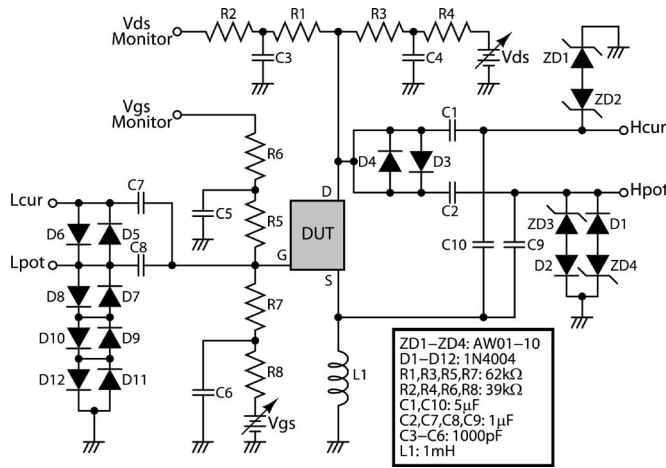 Vds
Monitor
R2
R1
R3
R4
C3
C4
Vds
ZD1
ZD2
Vgs
Monitor
C1
Hcur
R6
D4
D3
Lcur
C7
D
C2
Hpot
C5
R5
DUT
D6
D5
C8
G
C10
C9
ZD3
D1
Lpot
S
D8
D7
R7
D2
ZD4
D10
D9
D12
D11
C6
R8
L1
Vgs
ZD1–ZD4: AW01–10
D1–D12: 1N4004
R1,R3,R5,R7: 62kΩ
R2,R4,R6,R8: 39kΩ
C1,C10: 5μF
C2,C7,C8,C9: 1μF
C3–C6: 1000pF
L1: 1mH